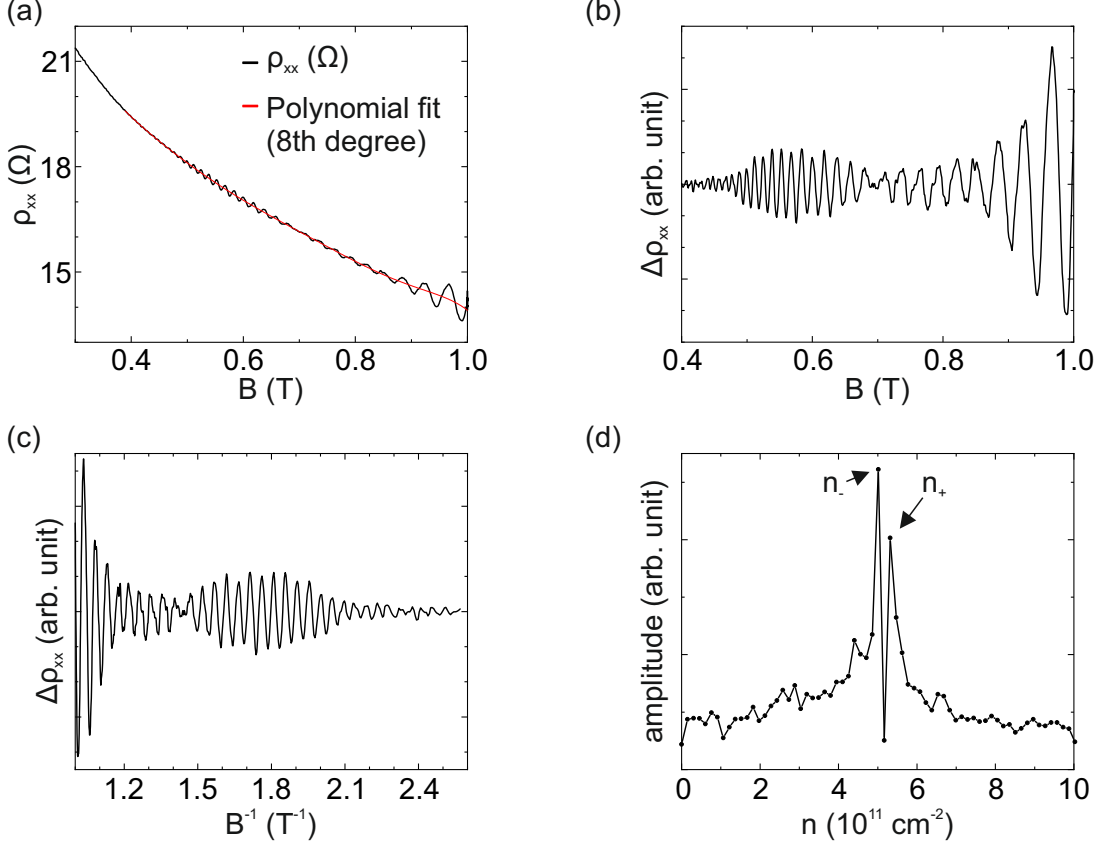 (a)
ρxx (Ω)
21
18
15
0.4 0.6 0.8 1.0
B (T)
ρxx (Ω)
Polynomial fit
(8th degree)
(b)
Δρxx (arb. unit)
0.4 0.6 0.8 1.0
B (T)
(c)
Δρxx (arb. unit)
1.2 1.5 1.8 2.1 2.4
B-1 (T-1)
(d)
amplitude (arb. unit)
n- n+
0 2 4 6 8 10
n (10^11 cm-2)